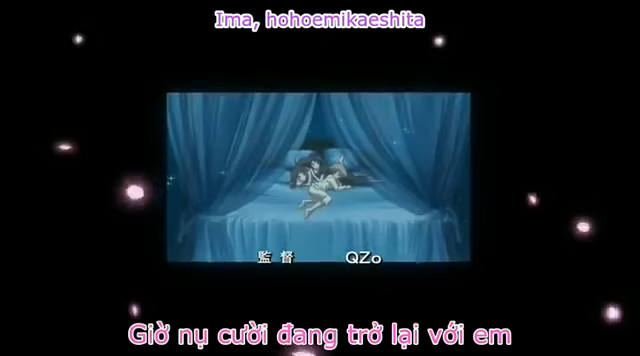 Ima, hohoemikaeshita
監督 QZo
Giờ nụ cười đang trở lại với em